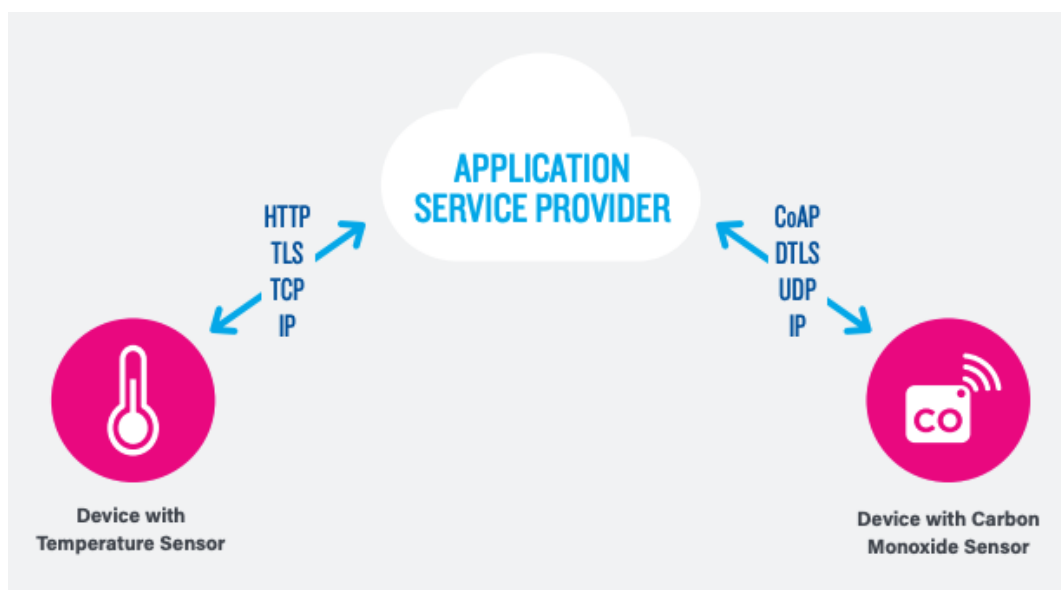 APPLICATION
SERVICE PROVIDER
HTTP
TLS
TCP
IP
CoAP
DTLS
UDP
IP
CO
Device with
Temperature Sensor
Device with Carbon
Monoxide Sensor